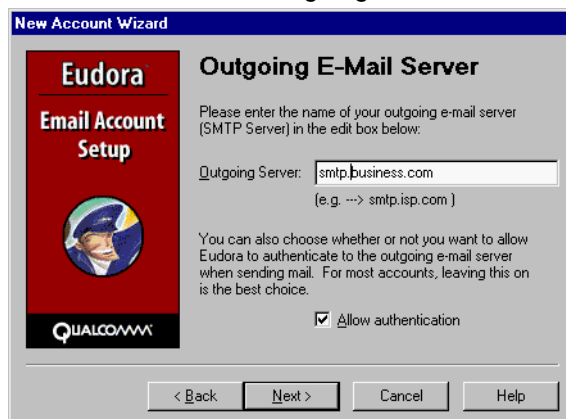 New Account Wizard
Eudora
Email Account
Setup
QUALCOMM
Outgoing E-Mail Server
Please enter the name of your outgoing e-mail server
(SMTP Server) in the edit box below:
Outgoing Server: smtp.business.com
(e.g. ---> smtp.isp.com )
You can also choose whether or not you want to allow
Eudora to authenticate to the outgoing e-mail server
when sending mail. For most accounts, leaving this on
is the best choice.
Allow authentication
< Back Next > Cancel Help